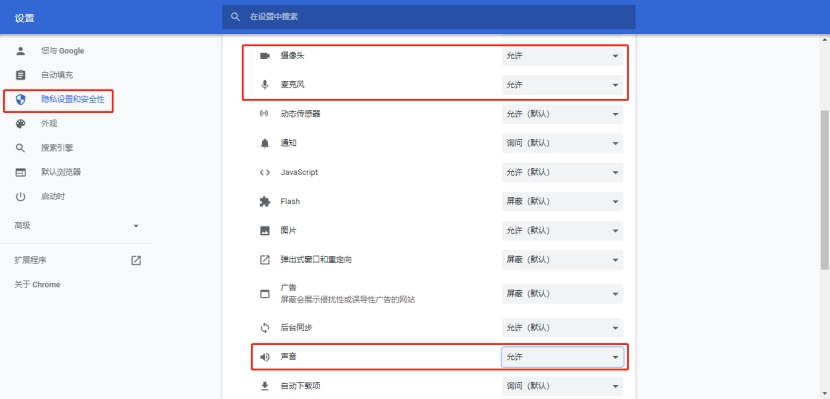 设置
在设置中搜索
您与 Google
自动填充
隐私设置和安全性
外观
搜索引擎
默认浏览器
启动时
高级
扩展程序
关于 Chrome
摄像头 允许
麦克风 允许
动态传感器 允许（默认）
通知 询问（默认）
JavaScript 允许（默认）
Flash 屏蔽（默认）
图片 允许（默认）
弹出式窗口和重定向 屏蔽（默认）
广告 屏蔽（默认）
屏蔽会展示侵扰性或误导性广告的网站
后台同步 允许（默认）
声音 允许
自动下载项 询问（默认）